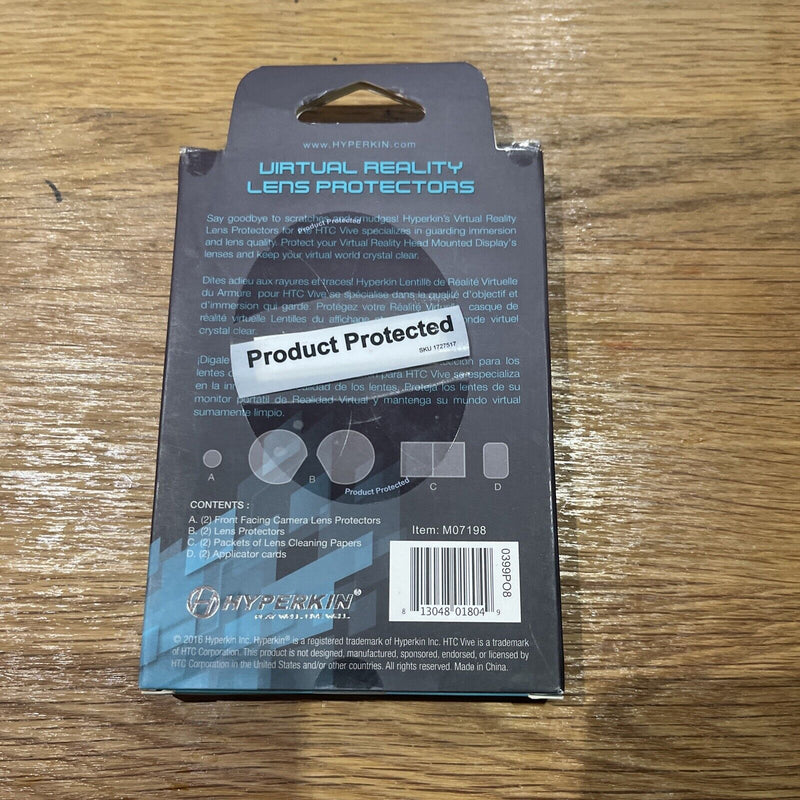 www.HYPERKIN.com
VIRTUAL REALITY
LENS PROTECTORS
Say goodbye to scratches and smudges! Hyperkin's Virtual Reality
Lens Protectors for the HTC Vive specializes in guarding immersion
and lens quality. Protect your Virtual Reality Head Mounted Display's
lenses and keep your virtual world crystal clear.
Product Protected
Dites adieu aux rayures et traces! Hyperkin Lentille de Réalité Virtuelle
du Armure pour HTC Vive se spécialise dans la qualité d'objectif et
d'immersion qui garde. Protégez votre Réalité casque de
réalité virtuelle Lentilles du affichage virtuel
crystal clear.
Product Protected
SKU 1727517
¡Dígale para los
lentes para HTC Vive se especializa
en la de los lentes. Proteja los lentes de su
monitor portátil de Realidad Virtual y mantenga su mundo virtual
sumamente limpio.
A B C D
Product Protected
CONTENTS :
A. (2) Front Facing Camera Lens Protectors
B. (2) Lens Protectors
C. (2) Packets of Lens Cleaning Papers
D. (2) Applicator cards
Item: M07198
0399PO8
8 13048 01804 9
HYPERKIN®
PLAY WELL. LIVE WELL.
© 2016 Hyperkin Inc. Hyperkin® is a registered trademark of Hyperkin Inc. HTC Vive is a trademark
of HTC Corporation. This product is not designed, manufactured, sponsored, endorsed, or licensed by
HTC Corporation in the United States and/or other countries. All rights reserved. Made in China.